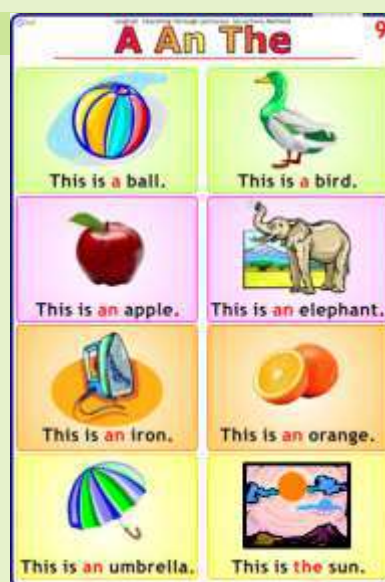 A An The
9
This is a ball.
This is a bird.
This is an apple.
This is an elephant.
This is an iron.
This is an orange.
This is an umbrella.
This is the sun.